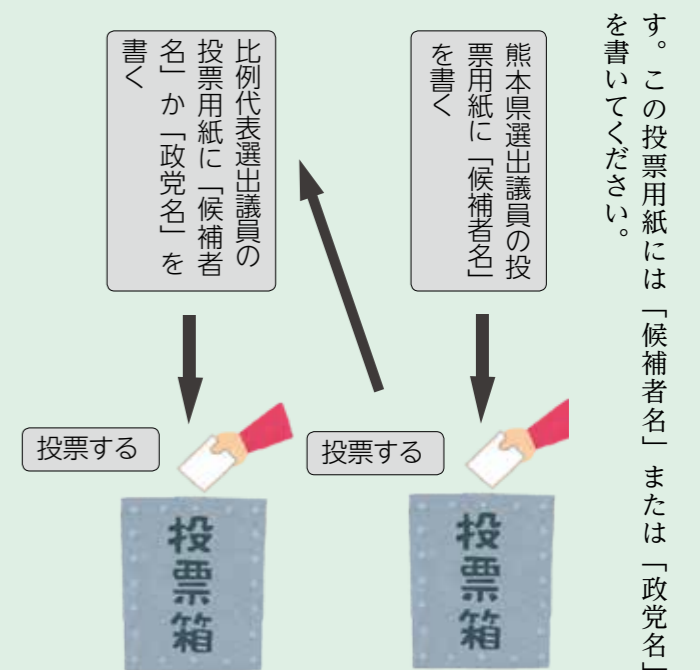 す。この投票用紙には「候補者名」または「政党名」
を書いてください。
熊本県選出議員の投
票用紙に「候補者名」
を書く
投票する
投票箱
比例代表選出議員の
投票用紙に「候補者
名」か「政党名」を
書く
投票する
投票箱